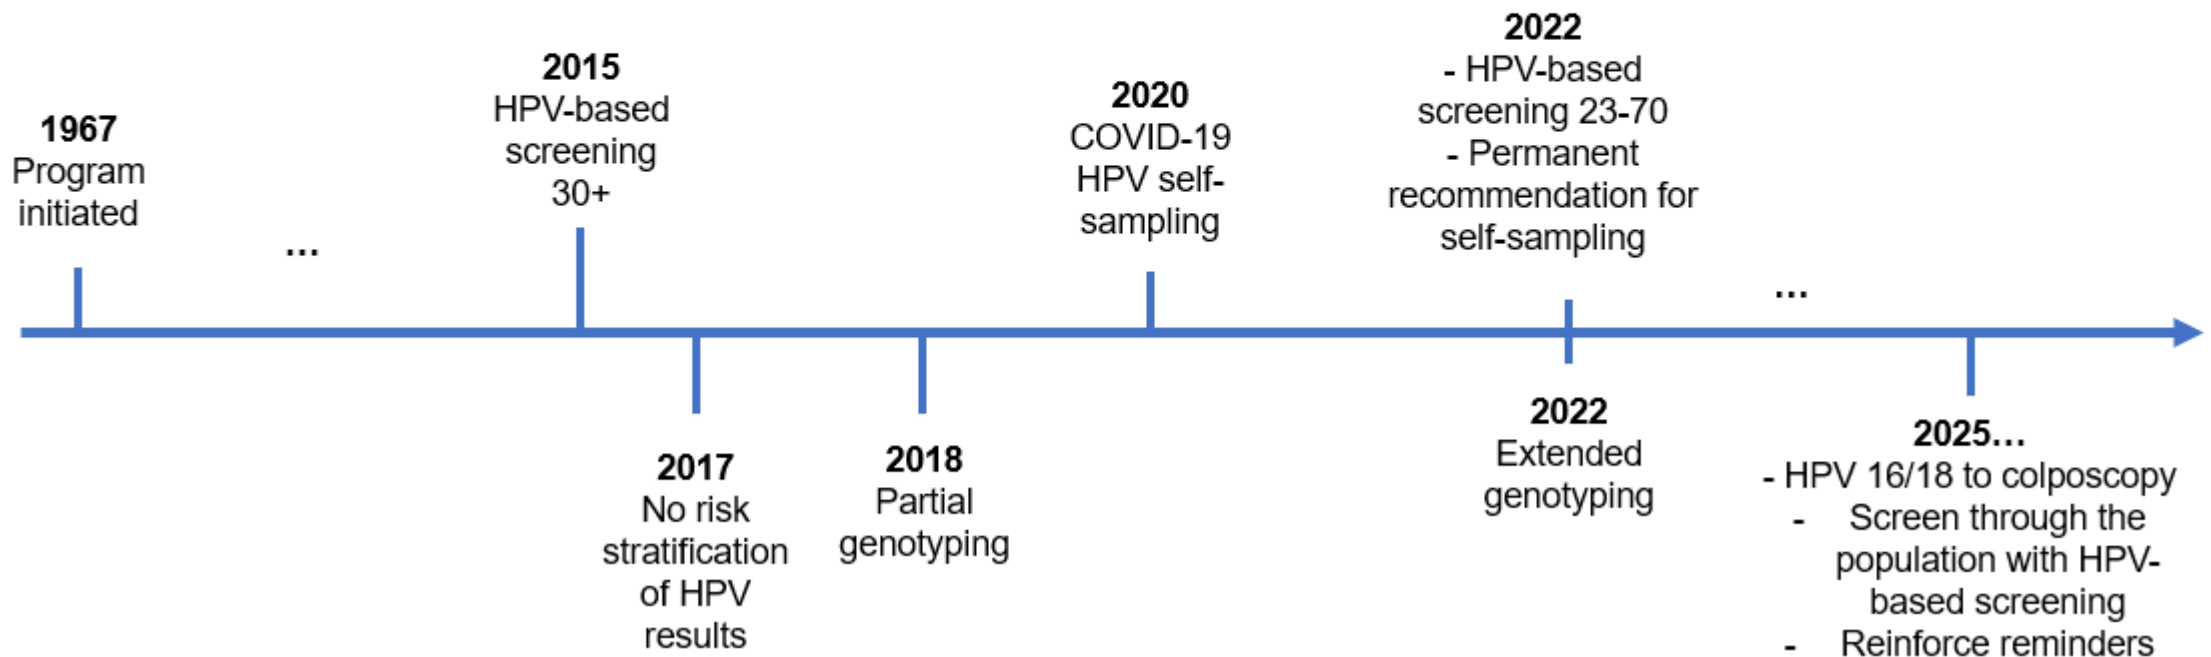 1967
Program
initiated
...
2015
HPV-based
screening
30+
2017
No risk
stratification
of HPV
results
2018
Partial
genotyping
2020
COVID-19
HPV self-
sampling
2022
- HPV-based
screening 23-70
- Permanent
recommendation for
self-sampling
2022
Extended
genotyping
...
2025...
- HPV 16/18 to colposcopy
- Screen through the
population with HPV-
based screening
- Reinforce reminders